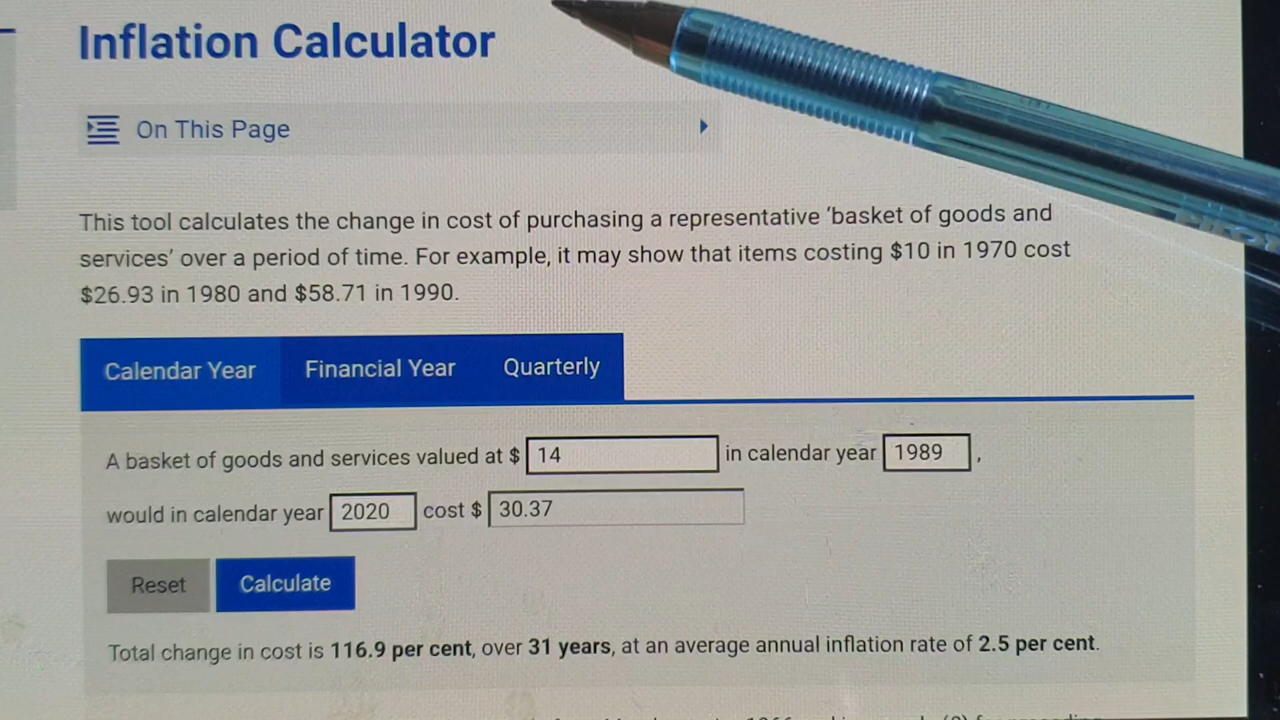 Inflation Calculator
On This Page
This tool calculates the change in cost of purchasing a representative ‘basket of goods and
services’ over a period of time. For example, it may show that items costing $10 in 1970 cost
$26.93 in 1980 and $58.71 in 1990.
Calendar Year Financial Year Quarterly
A basket of goods and services valued at $ 14 in calendar year 1989 ,
would in calendar year 2020 cost $ 30.37
Reset Calculate
Total change in cost is 116.9 per cent, over 31 years, at an average annual inflation rate of 2.5 per cent.